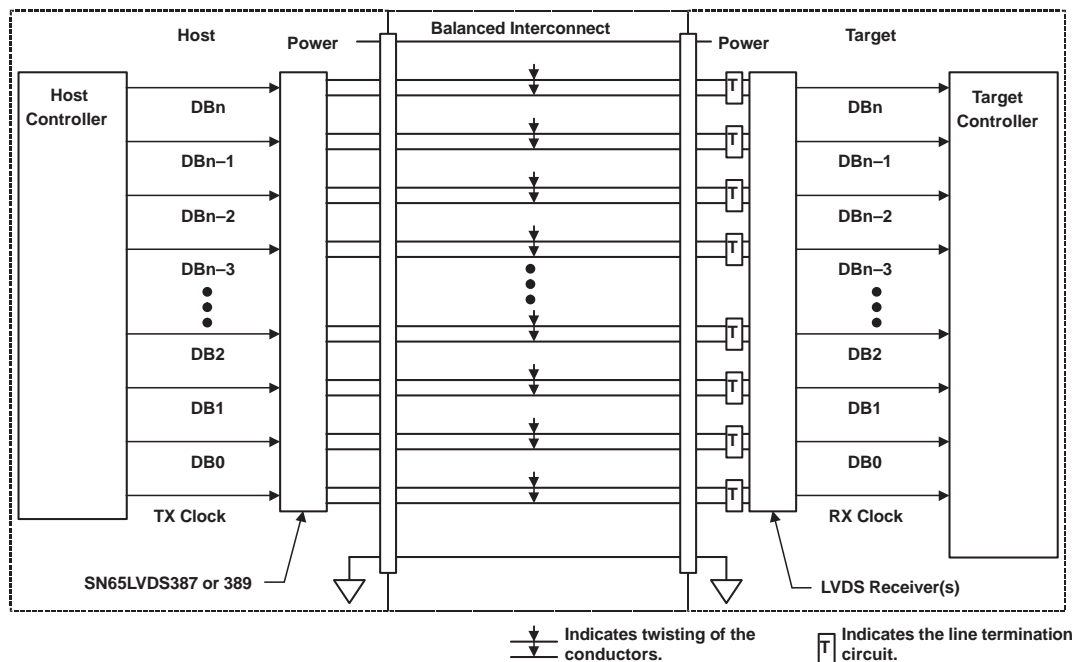 Host
Power
Balanced Interconnect
Power
Target
Host
Controller
Target
Controller
DBn
DBn–1
DBn–2
DBn–3
DB2
DB1
DB0
TX Clock
T
T
T
T
T
T
T
T
DBn
DBn–1
DBn–2
DBn–3
DB2
DB1
DB0
RX Clock
SN65LVDS387 or 389
LVDS Receiver(s)
Indicates twisting of the
conductors.
T
Indicates the line termination
circuit.